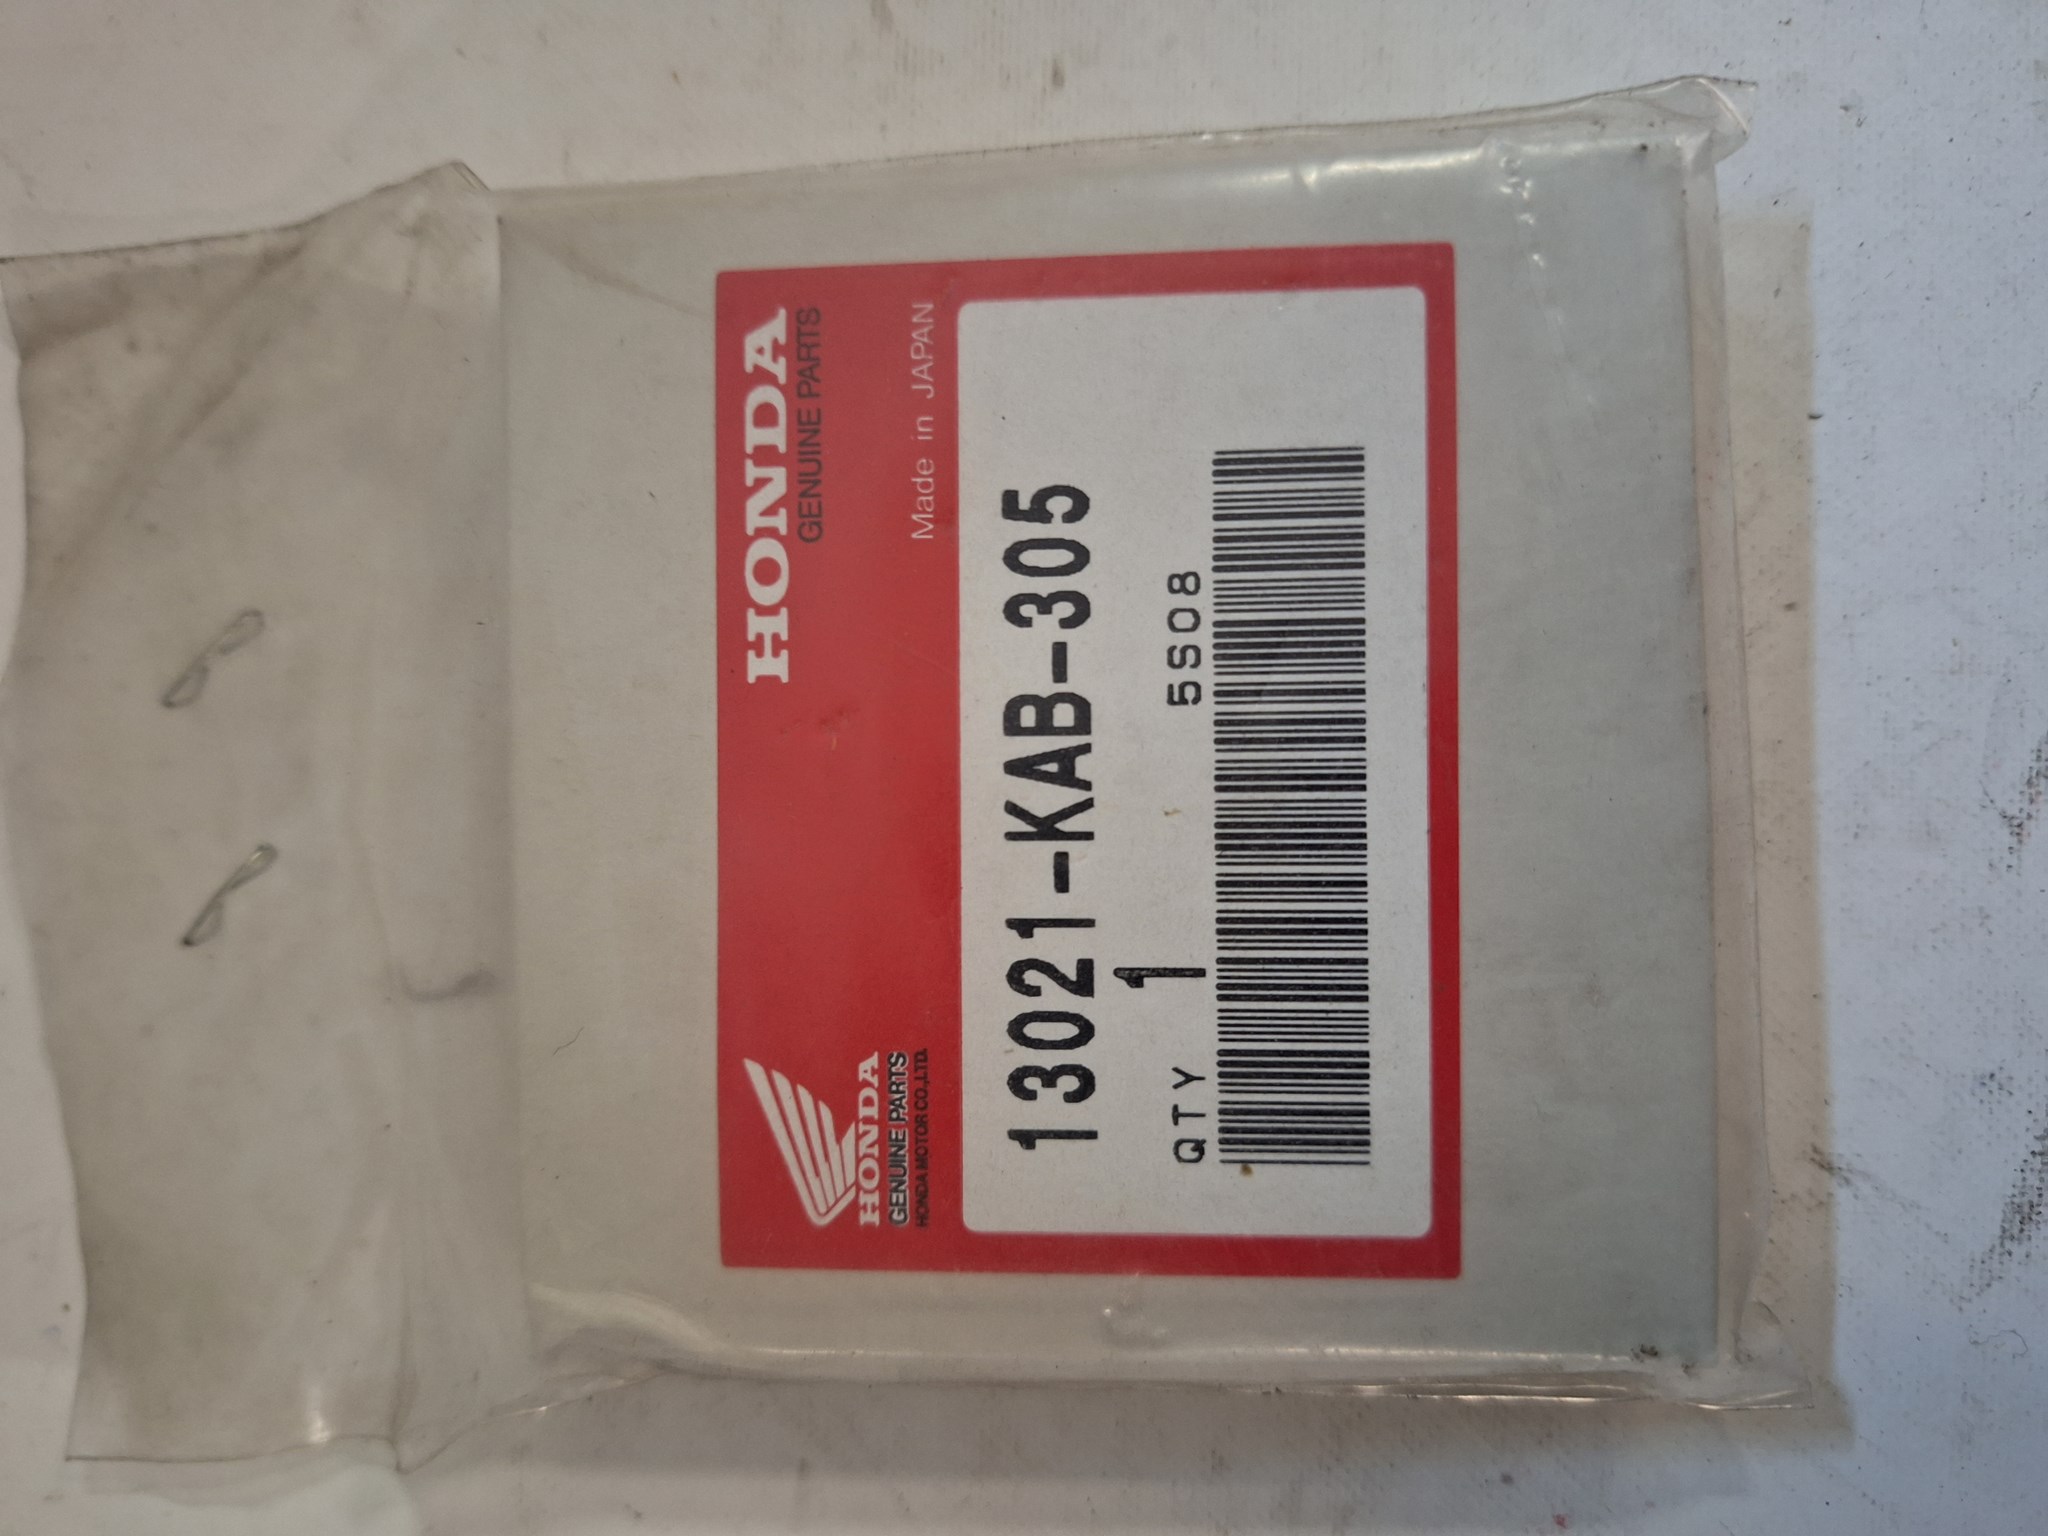 HONDA
GENUINE PARTS
HONDA MOTOR CO.,LTD.
HONDA
GENUINE PARTS
Made in JAPAN
13021-KAB-305
QTY 1 5S08